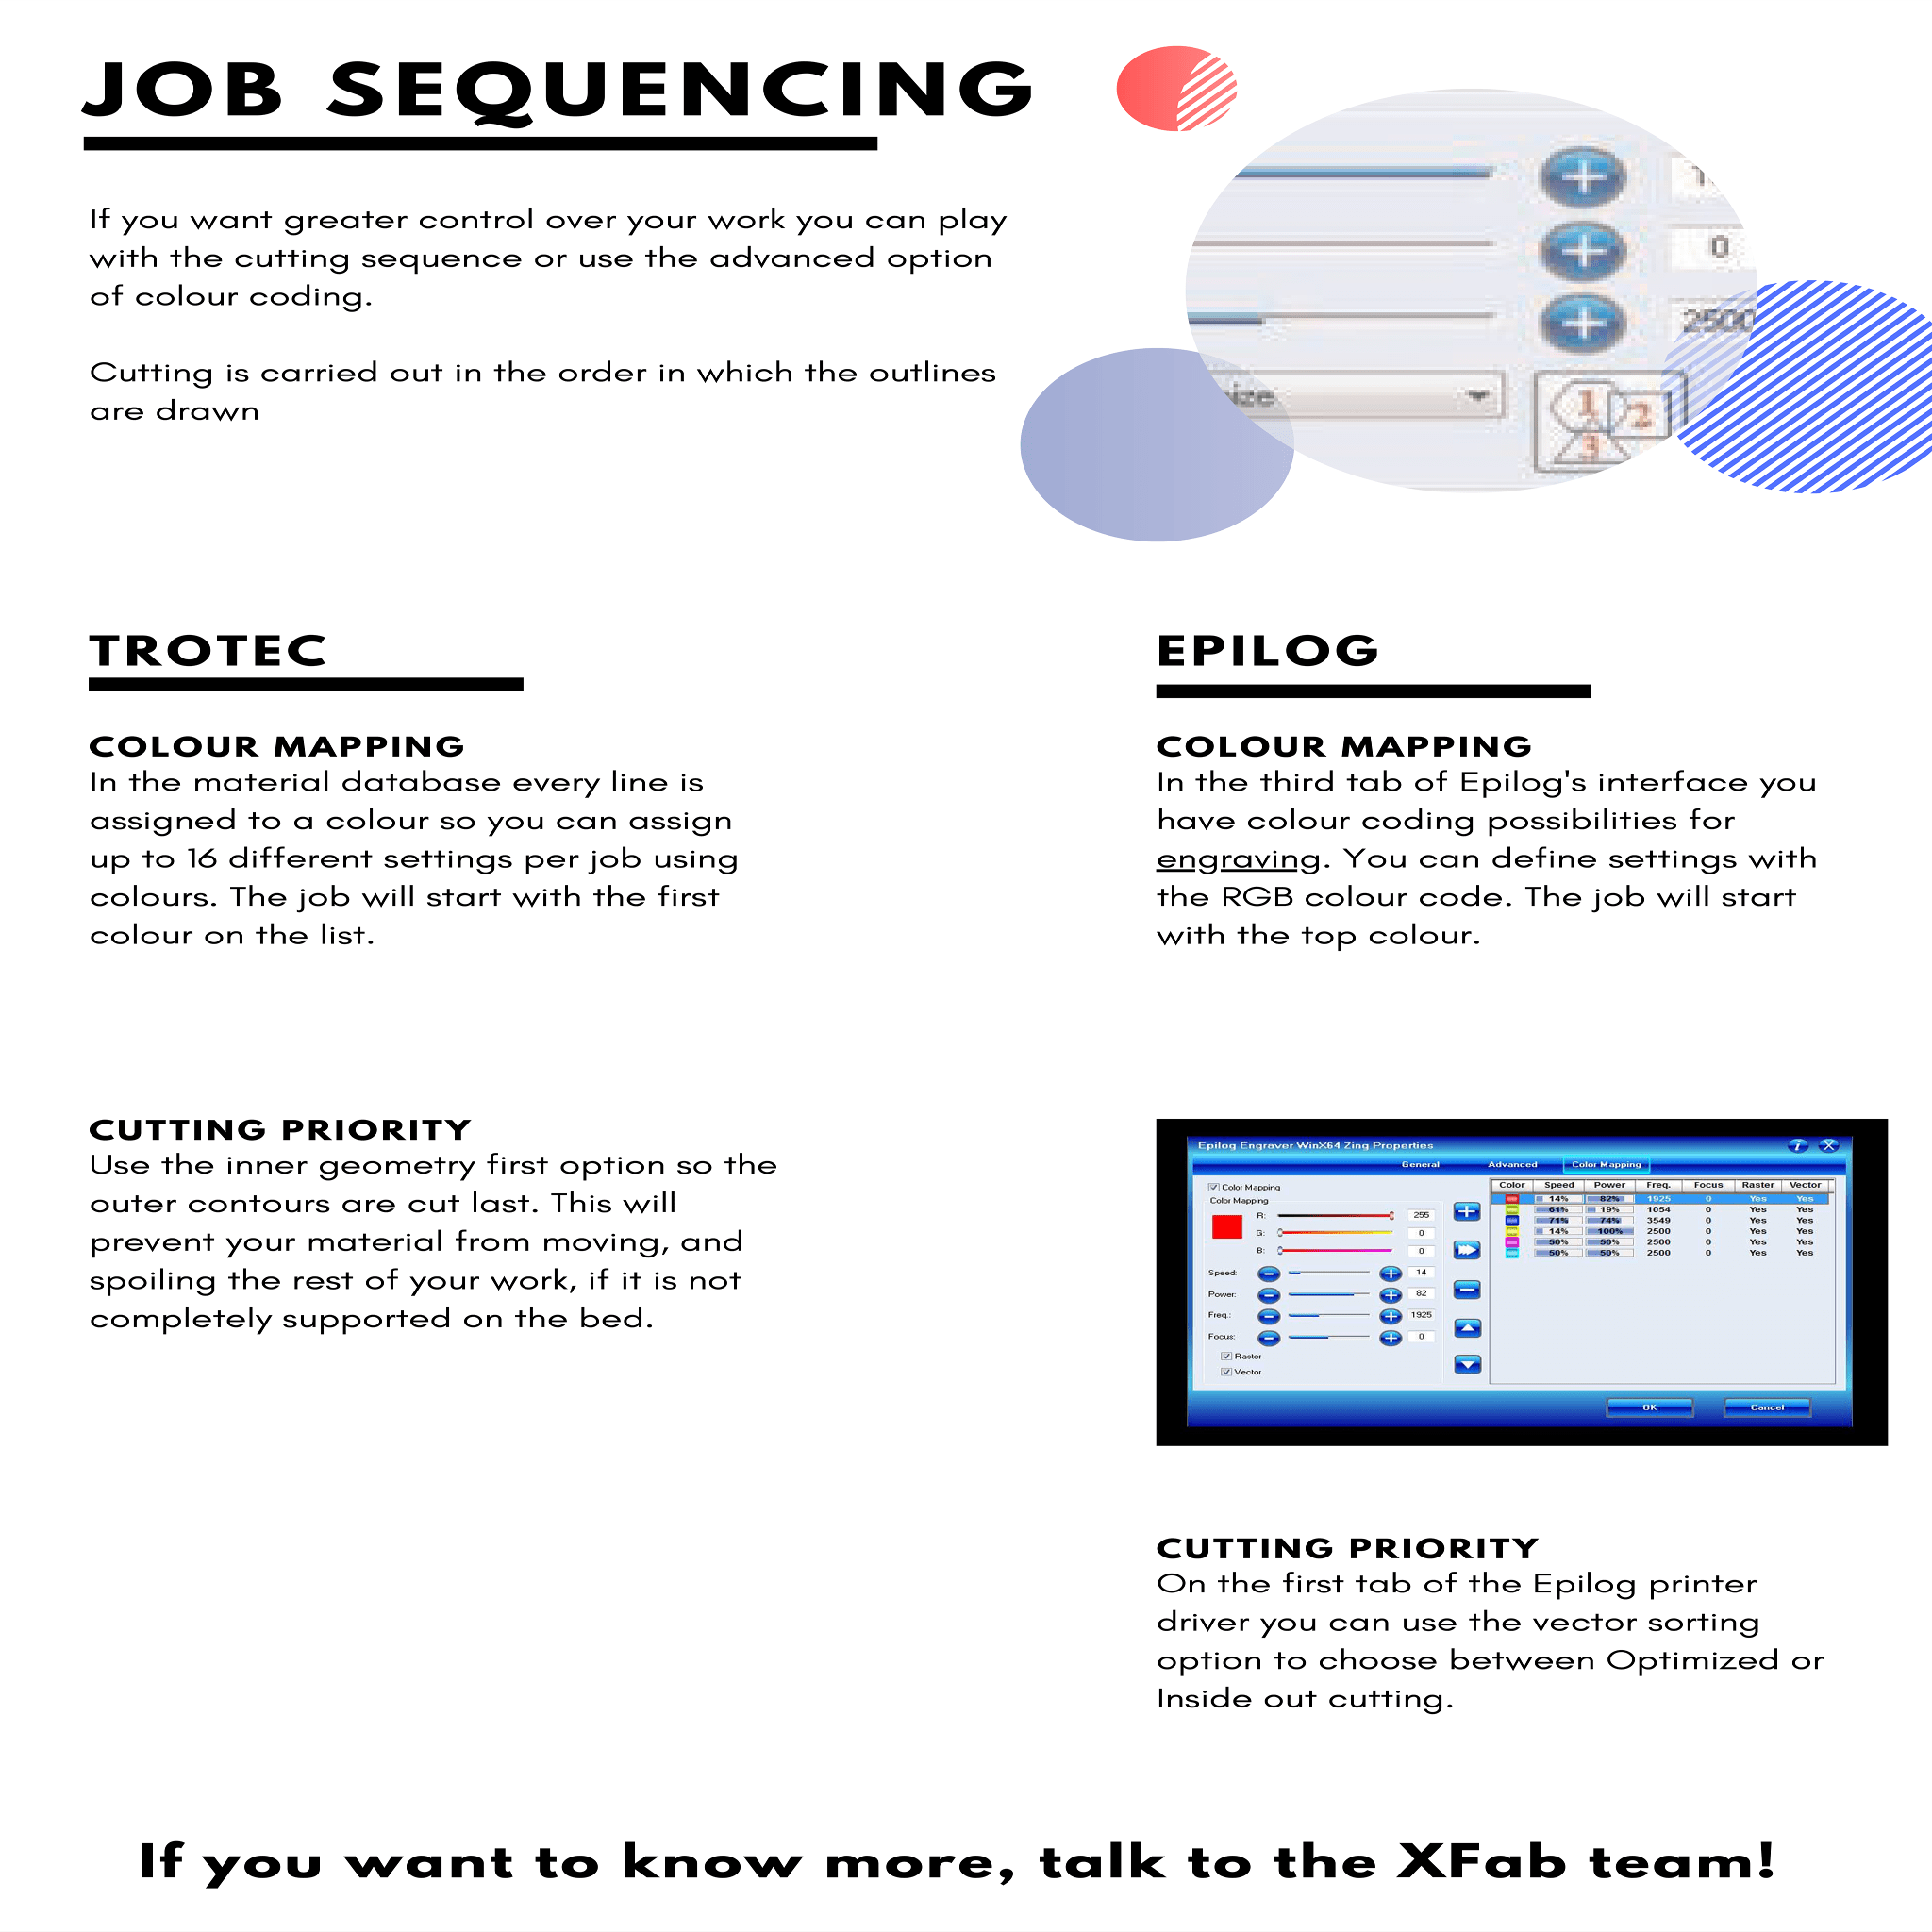 JOB SEQUENCING
If you want greater control over your work you can play
with the cutting sequence or use the advanced option
of colour coding.
Cutting is carried out in the order in which the outlines
are drawn
0
2500
ize
1
2
3
TROTEC
COLOUR MAPPING
In the material database every line is
assigned to a colour so you can assign
up to 16 different settings per job using
colours. The job will start with the first
colour on the list.
CUTTING PRIORITY
Use the inner geometry first option so the
outer contours are cut last. This will
prevent your material from moving, and
spoiling the rest of your work, if it is not
completely supported on the bed.
EPILOG
COLOUR MAPPING
In the third tab of Epilog's interface you
have colour coding possibilities for
engraving. You can define settings with
the RGB colour code. The job will start
with the top colour.
Epilog Engraver WinX64 Zing Properties
General Advanced Color Mapping
Color Mapping
Color Mapping
R: 255
G: 0
B: 0
Speed: 14
Power: 82
Freq.: 1925
Focus: 0
Raster
Vector
Color Speed Power Freq. Focus Raster Vector
14% 82% 1925 0 Yes Yes
61% 19% 1054 0 Yes Yes
71% 74% 3549 0 Yes Yes
14% 100% 2500 0 Yes Yes
50% 50% 2500 0 Yes Yes
50% 50% 2500 0 Yes Yes
OK Cancel
CUTTING PRIORITY
On the first tab of the Epilog printer
driver you can use the vector sorting
option to choose between Optimized or
Inside out cutting.
If you want to know more, talk to the XFab team!